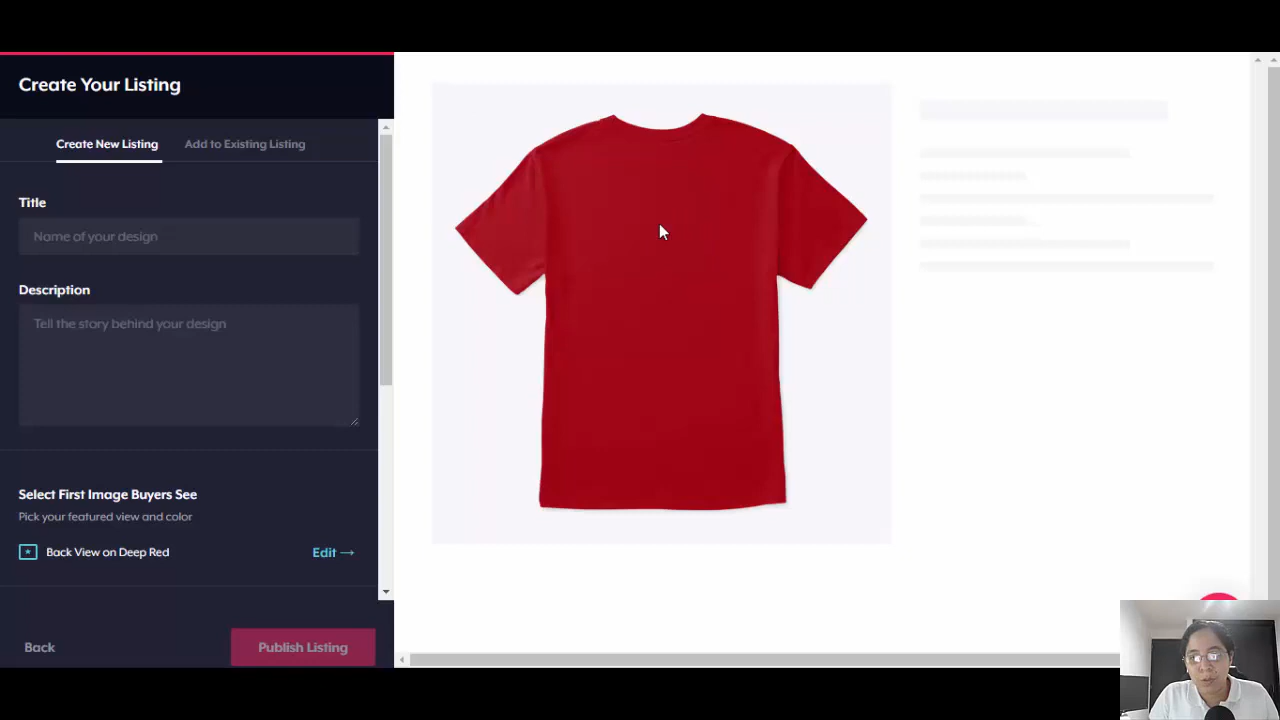 Create Your Listing
Create New Listing
Add to Existing Listing
Title
Name of your design
Description
Tell the story behind your design
Select First Image Buyers See
Pick your featured view and color
Back View on Deep Red
Edit →
Back
Publish Listing